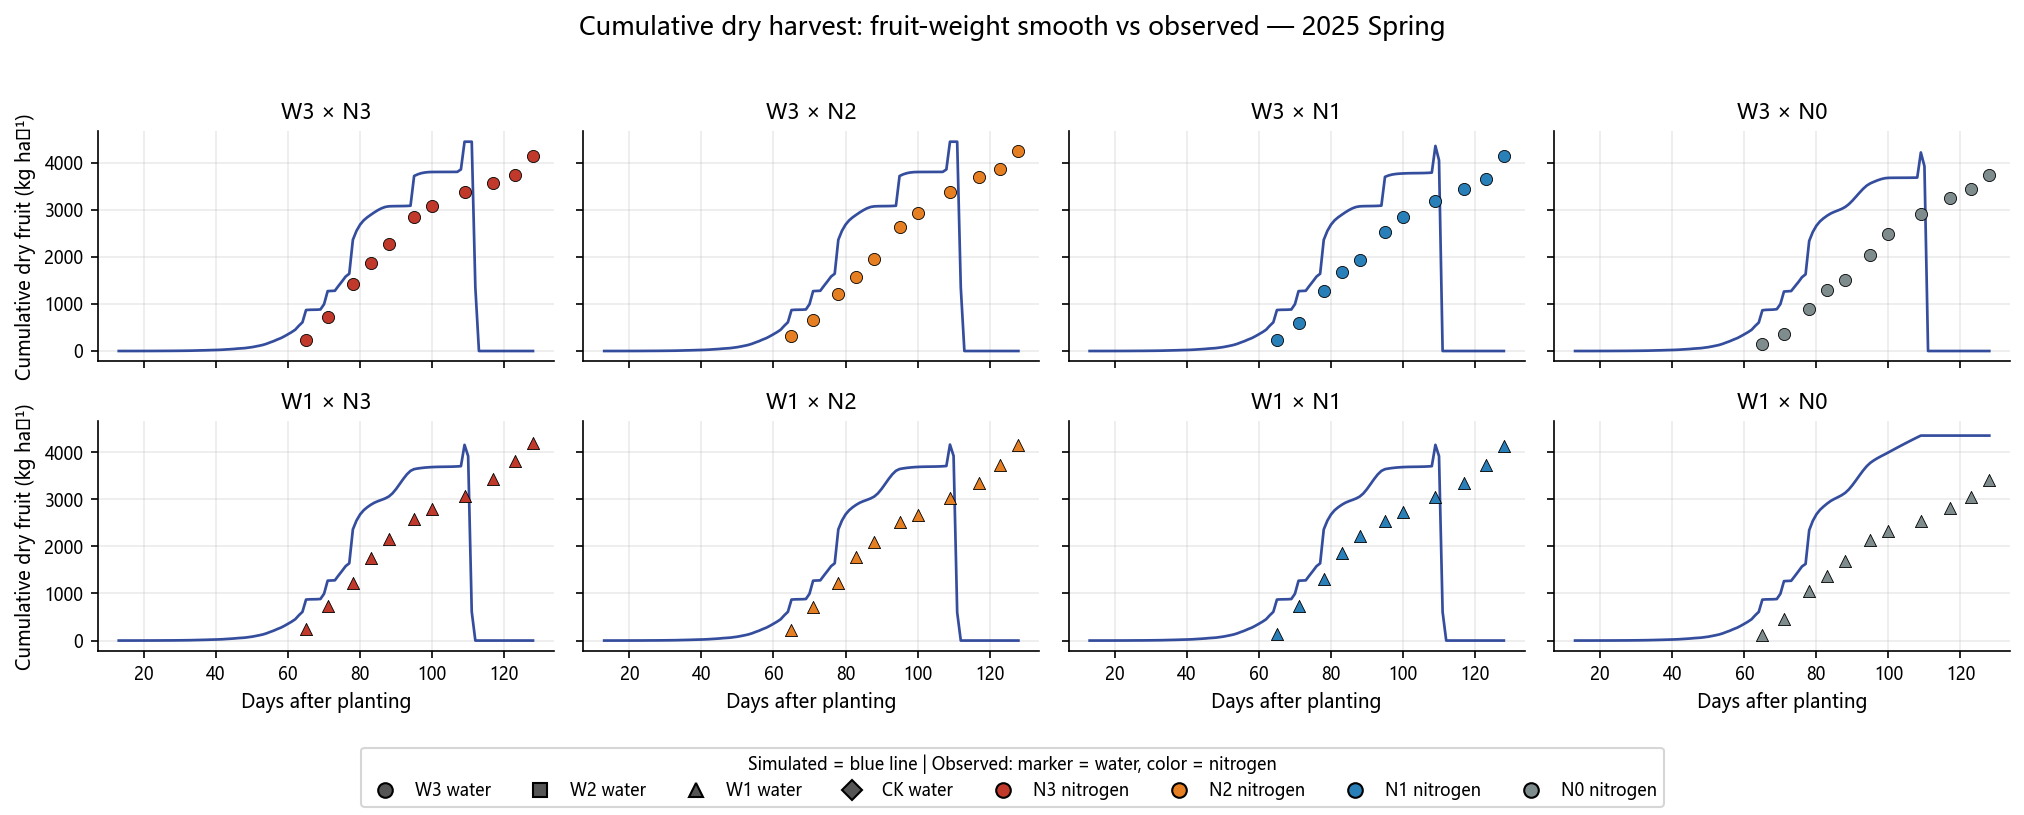 Cumulative dry harvest: fruit-weight smooth vs observed — 2025 Spring
W3 × N3
W3 × N2
W3 × N1
W3 × N0
Cumulative dry fruit (kg ha□¹)
4000
3000
2000
1000
0
W1 × N3
W1 × N2
W1 × N1
W1 × N0
Cumulative dry fruit (kg ha□¹)
4000
3000
2000
1000
0
20 40 60 80 100 120
20 40 60 80 100 120
20 40 60 80 100 120
20 40 60 80 100 120
Days after planting
Days after planting
Days after planting
Days after planting
Simulated = blue line | Observed: marker = water, color = nitrogen
W3 water W2 water W1 water CK water N3 nitrogen N2 nitrogen N1 nitrogen N0 nitrogen